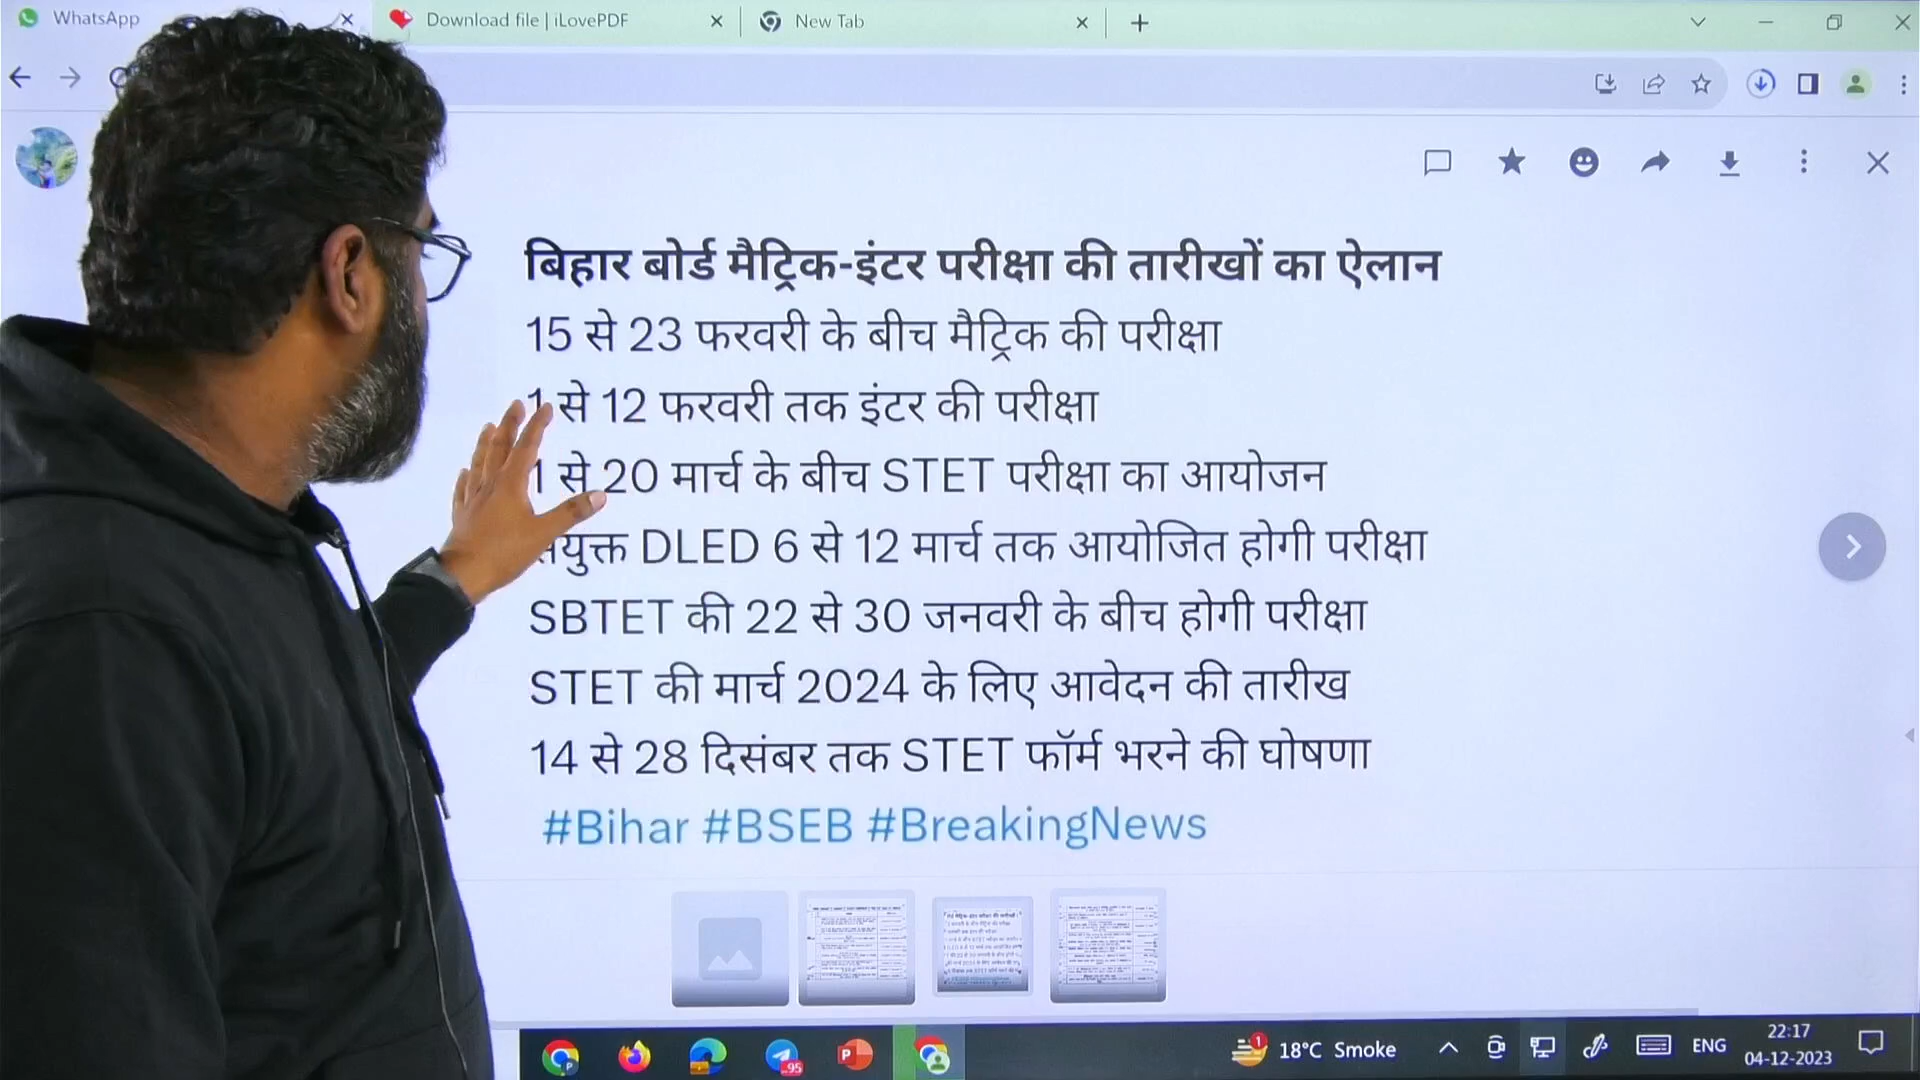 WhatsApp
Download file | iLovePDF
New Tab
बिहार बोर्ड मैट्रिक-इंटर परीक्षा की तारीखों का ऐलान
15 से 23 फरवरी के बीच मैट्रिक की परीक्षा
1 से 12 फरवरी तक इंटर की परीक्षा
1 से 20 मार्च के बीच STET परीक्षा का आयोजन
DLED 6 से 12 मार्च तक आयोजित होगी परीक्षा
SBTET की 22 से 30 जनवरी के बीच होगी परीक्षा
STET की मार्च 2024 के लिए आवेदन की तारीख
14 से 28 दिसंबर तक STET फॉर्म भरने की घोषणा
#Bihar #BSEB #BreakingNews
..95
1
18°C Smoke
ENG
22:17
04-12-2023